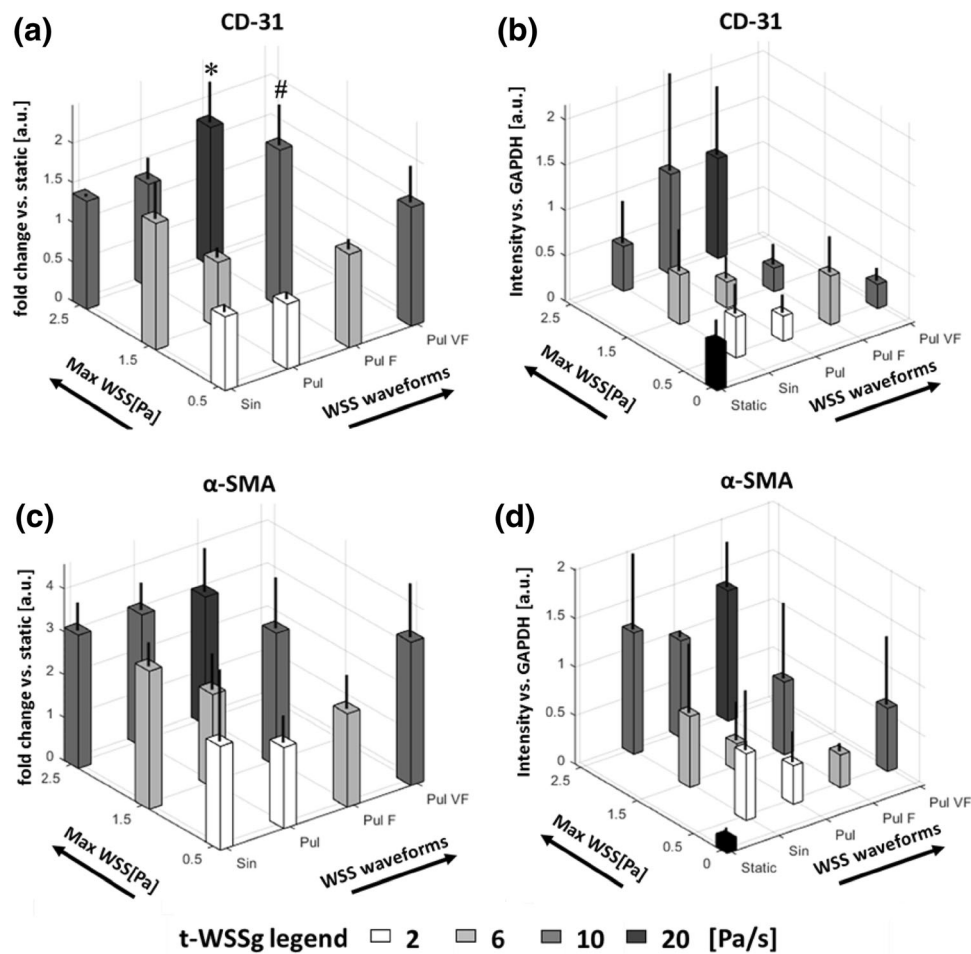 (a)
CD-31
*
#
fold change vs. static [a.u.]
2
1.5
1
0.5
0
2.5
1.5
0.5
Max WSS[Pa]
Sin
Pul
Pul F
Pul VF
WSS waveforms
(b)
CD-31
Intensity vs. GAPDH [a.u.]
2
1.5
1
0.5
0
2.5
1.5
0.5
0
Max WSS[Pa]
Static
Sin
Pul
Pul F
Pul VF
WSS waveforms
(c)
α-SMA
fold change vs. static [a.u.]
4
3
2
1
0
2.5
1.5
0.5
Max WSS[Pa]
Sin
Pul
Pul F
Pul VF
WSS waveforms
(d)
α-SMA
Intensity vs. GAPDH [a.u.]
2
1.5
1
0.5
0
2.5
1.5
0.5
0
Max WSS[Pa]
Static
Sin
Pul
Pul F
Pul VF
WSS waveforms
t-WSSg legend 2 6 10 20 [Pa/s]